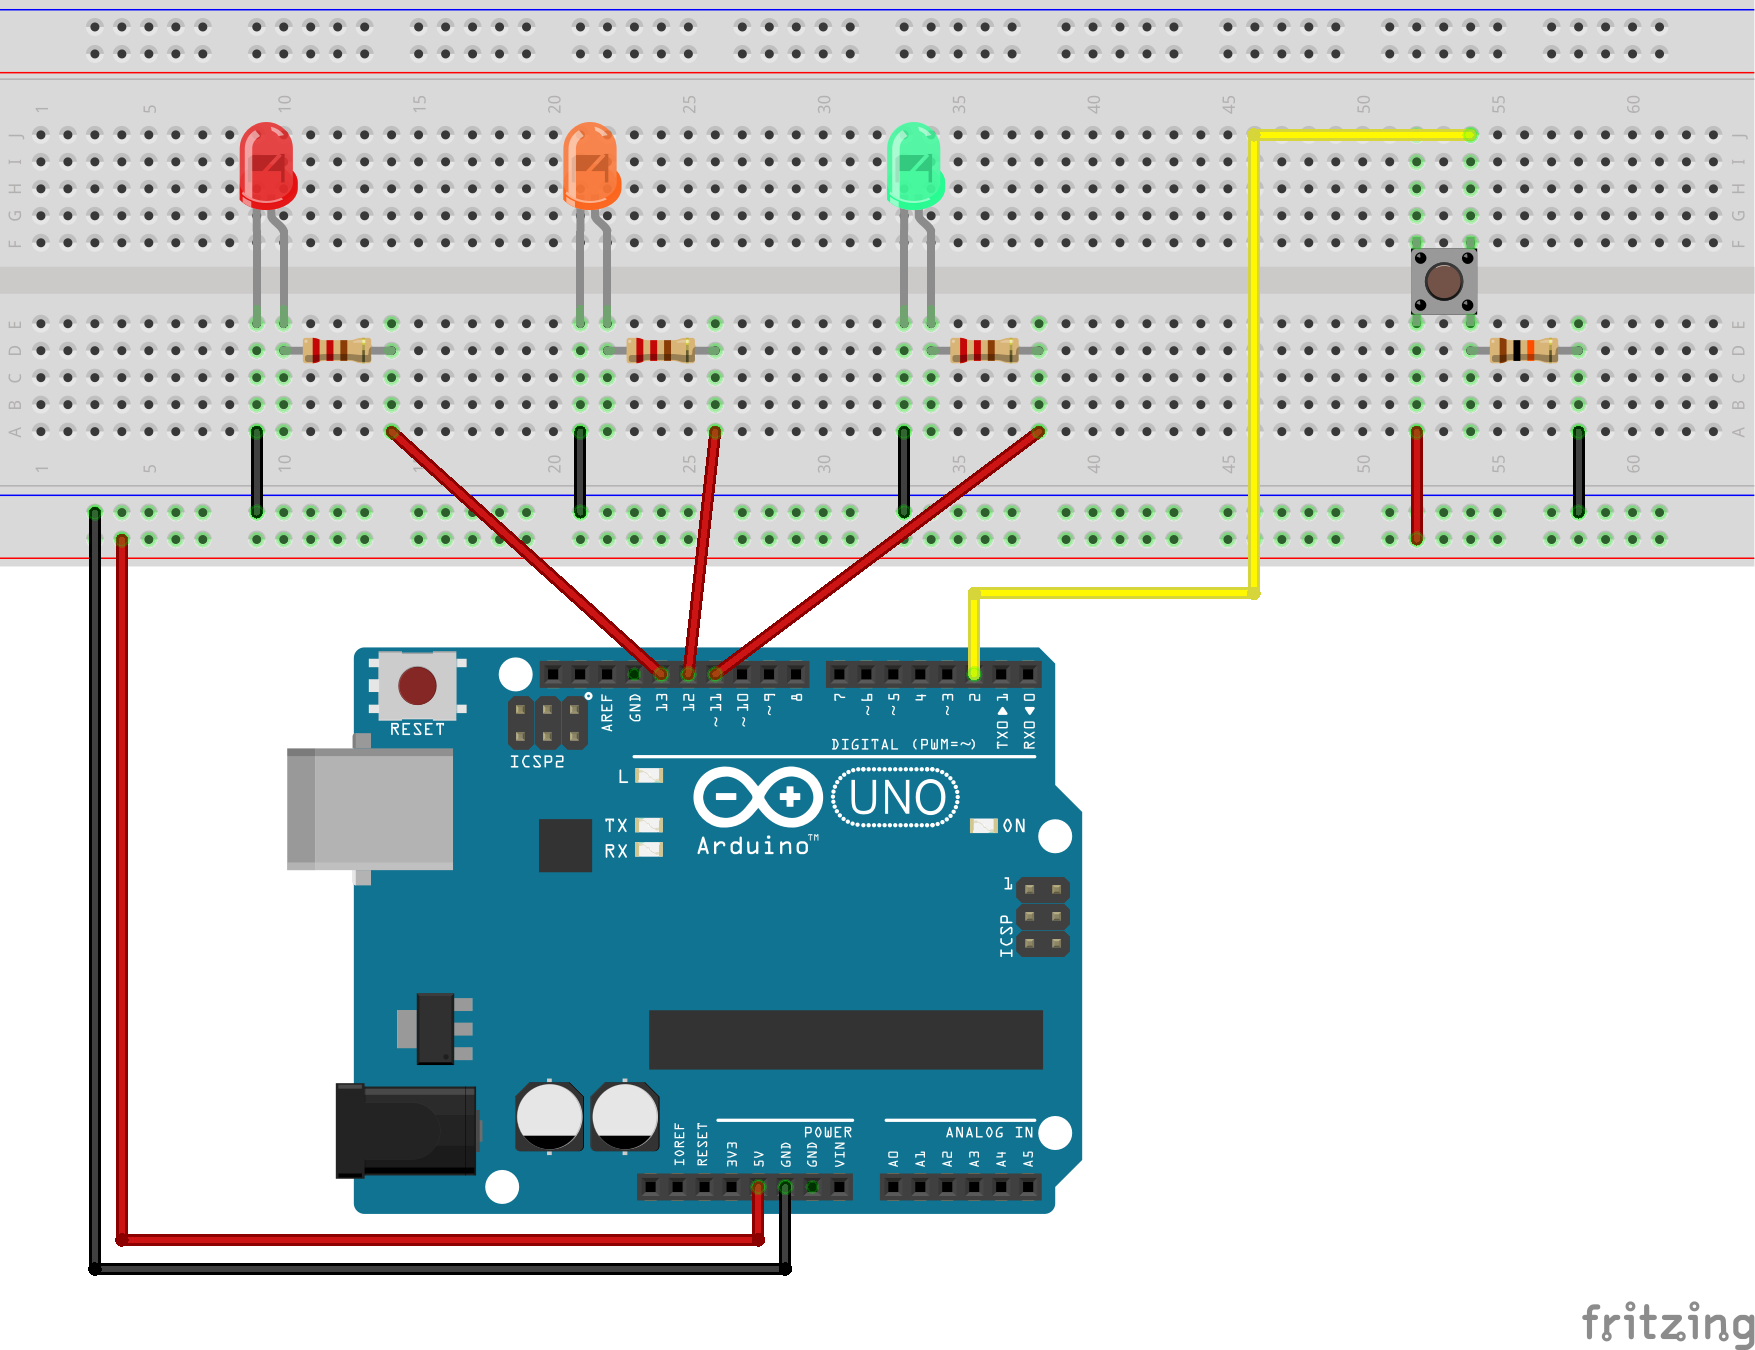 1 5 10 15 20 25 30 35 40 45 50 55 60
J J
I I
H H
G G
F F
E E
D D
C C
B B
A A
1 5 10 15 20 25 30 35 40 45 50 55 60
RESET
AREF GND 13 12 ~11 ~10 ~9 8 7 ~6 ~5 4 ~3 2 TX0▶1 RX0◀0
DIGITAL (PWM=~)
ICSP2
L
TX
RX
UNO
Arduino™
ON
1
ICSP
POWER
ANALOG IN
IOREF RESET 3V3 5V GND GND VIN A0 A1 A2 A3 A4 A5
fritzing